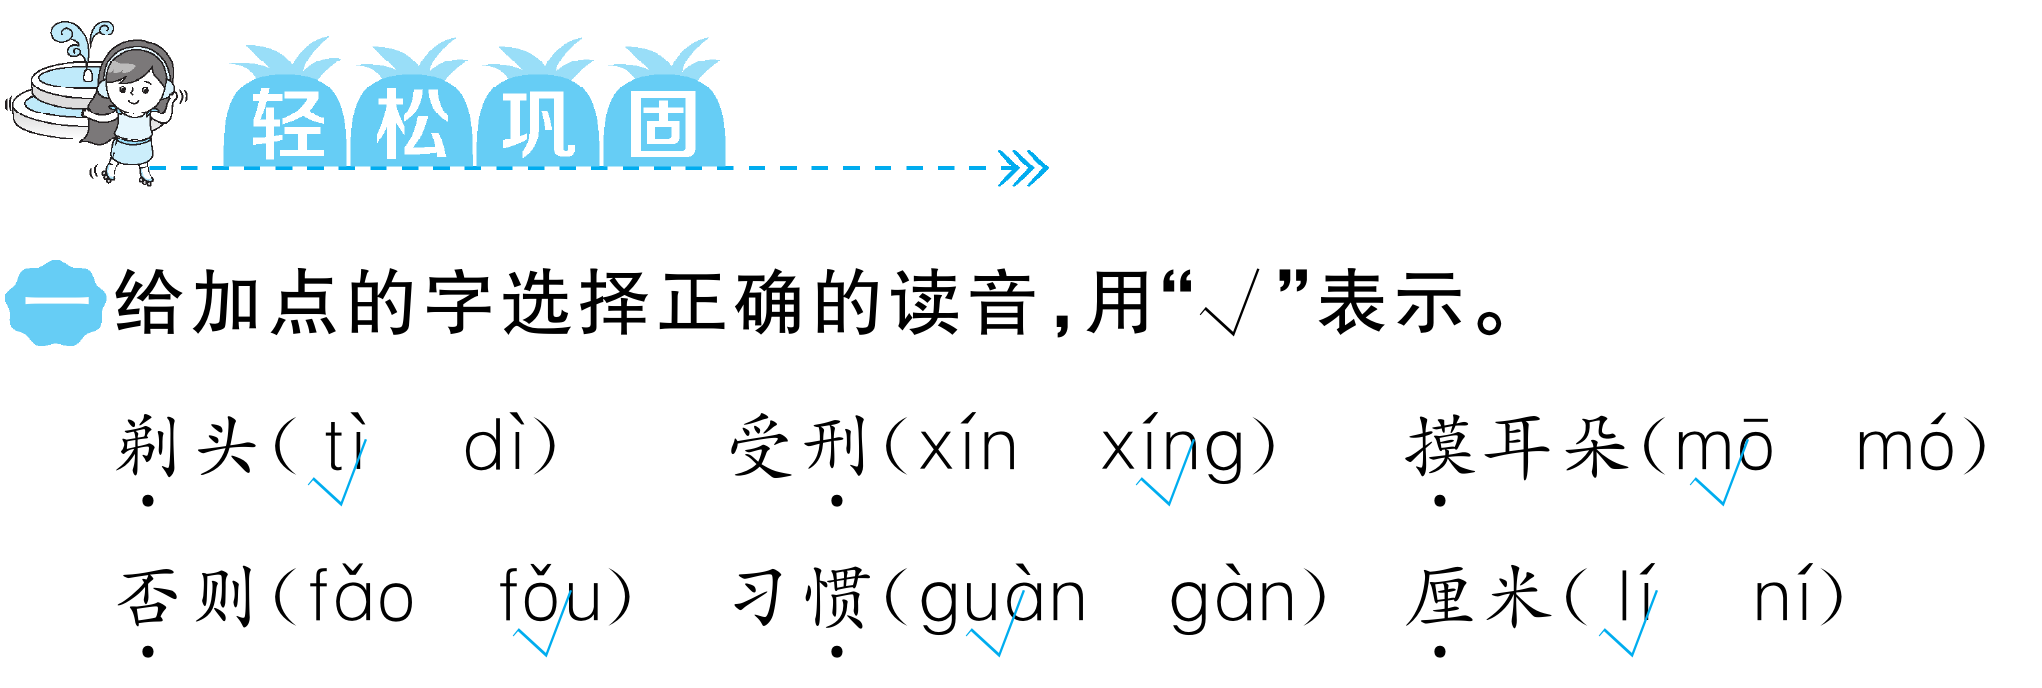 轻松巩固
一 给加点的字选择正确的读音,用“√”表示。
剃头(tì√ dì) 受刑(xín xíng√) 摸耳朵(mō√ mó)
否则(fǎo fǒu√) 习惯(guàn√ gàn) 厘米(lí√ ní)